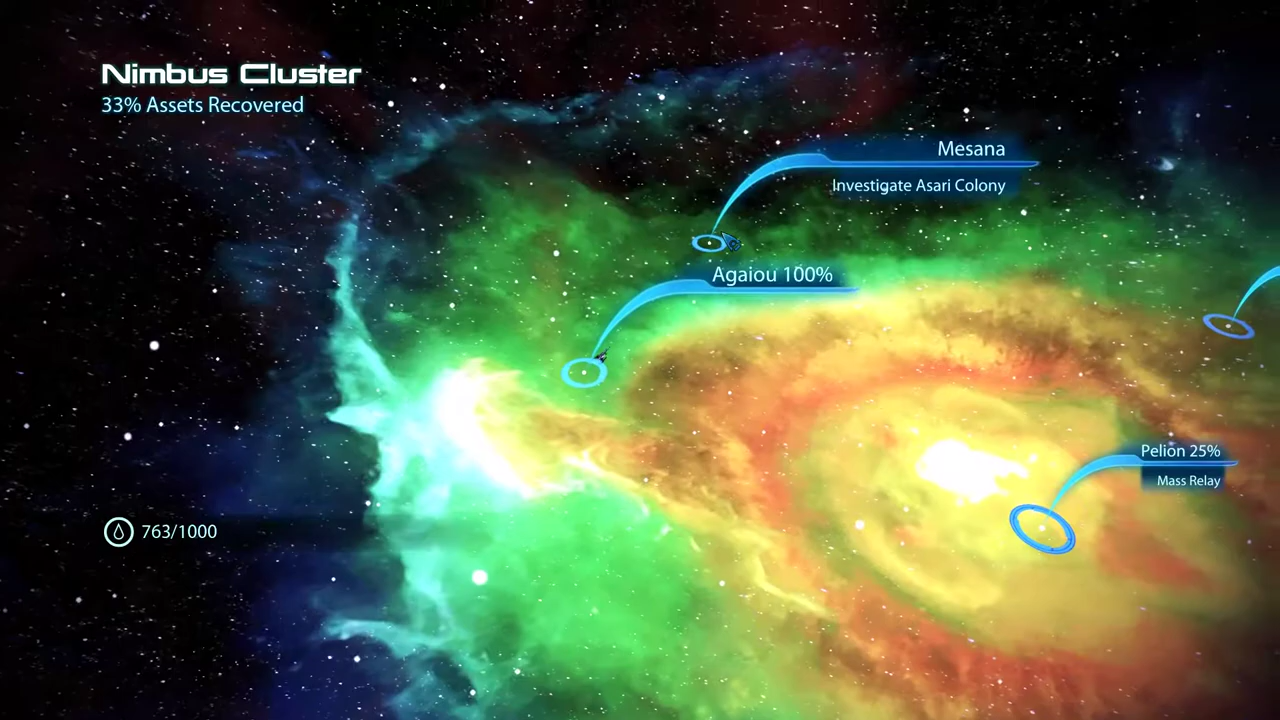 Nimbus Cluster
33% Assets Recovered
Mesana
Investigate Asari Colony
Agaiou 100%
Pelion 25%
Mass Relay
763/1000